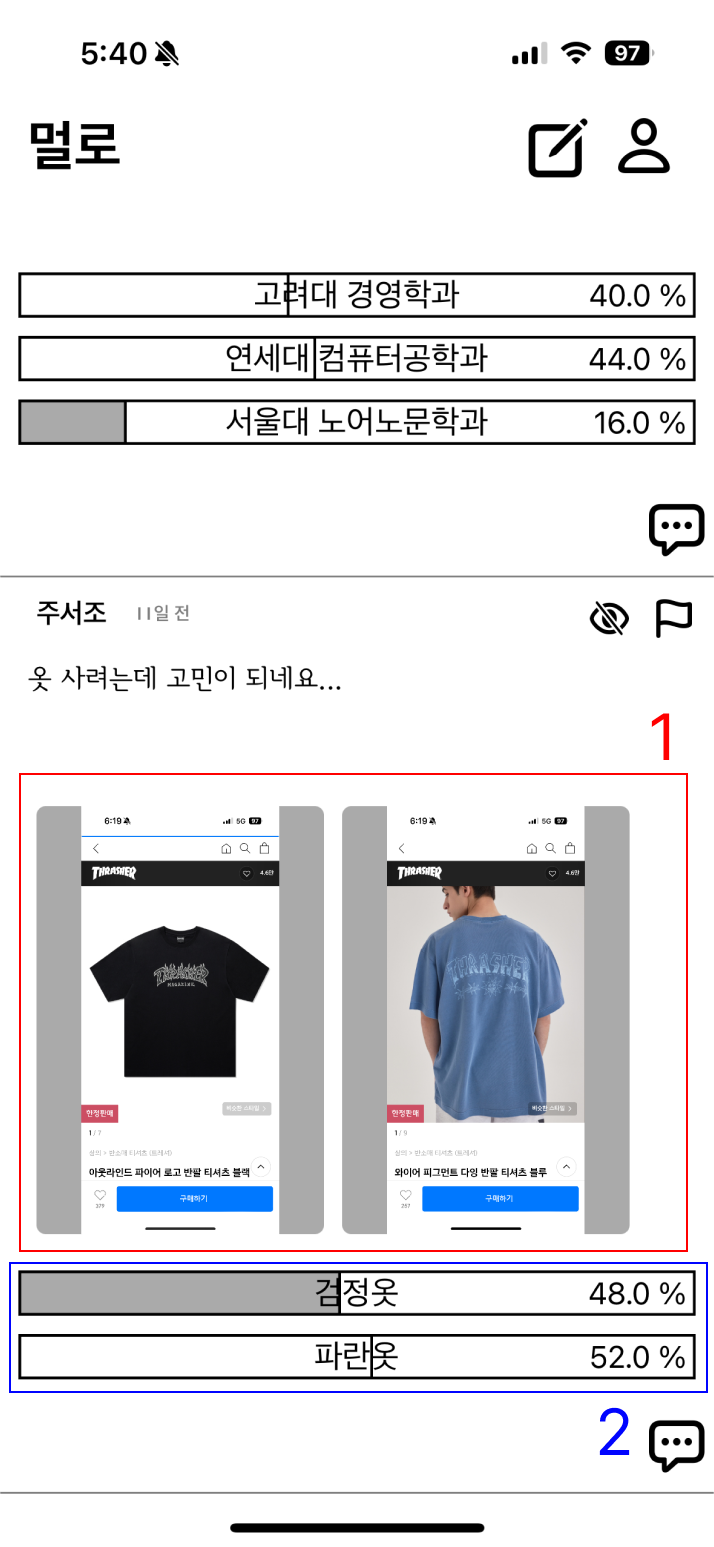 5:40 97
멀로
고려대 경영학과 40.0 %
연세대 컴퓨터공학과 44.0 %
서울대 노어노문학과 16.0 %
주서조 11일 전
옷 사려는데 고민이 되네요...
1
6:19 5G 97
THRASHER 4.6만
THRASHER
MAGAZINE
한정판매 비슷한 스타일 >
1 / 7
상의 > 반소매 티셔츠 (트레셔)
아웃라인드 파이어 로고 반팔 티셔츠 블랙
379 구매하기
6:19 5G 97
THRASHER 4.6만
THRASHER
한정판매 비슷한 스타일 >
1 / 9
상의 > 반소매 티셔츠 (트레셔)
와이어 피그먼트 다잉 반팔 티셔츠 블루
257 구매하기
검정옷 48.0 %
파란옷 52.0 %
2